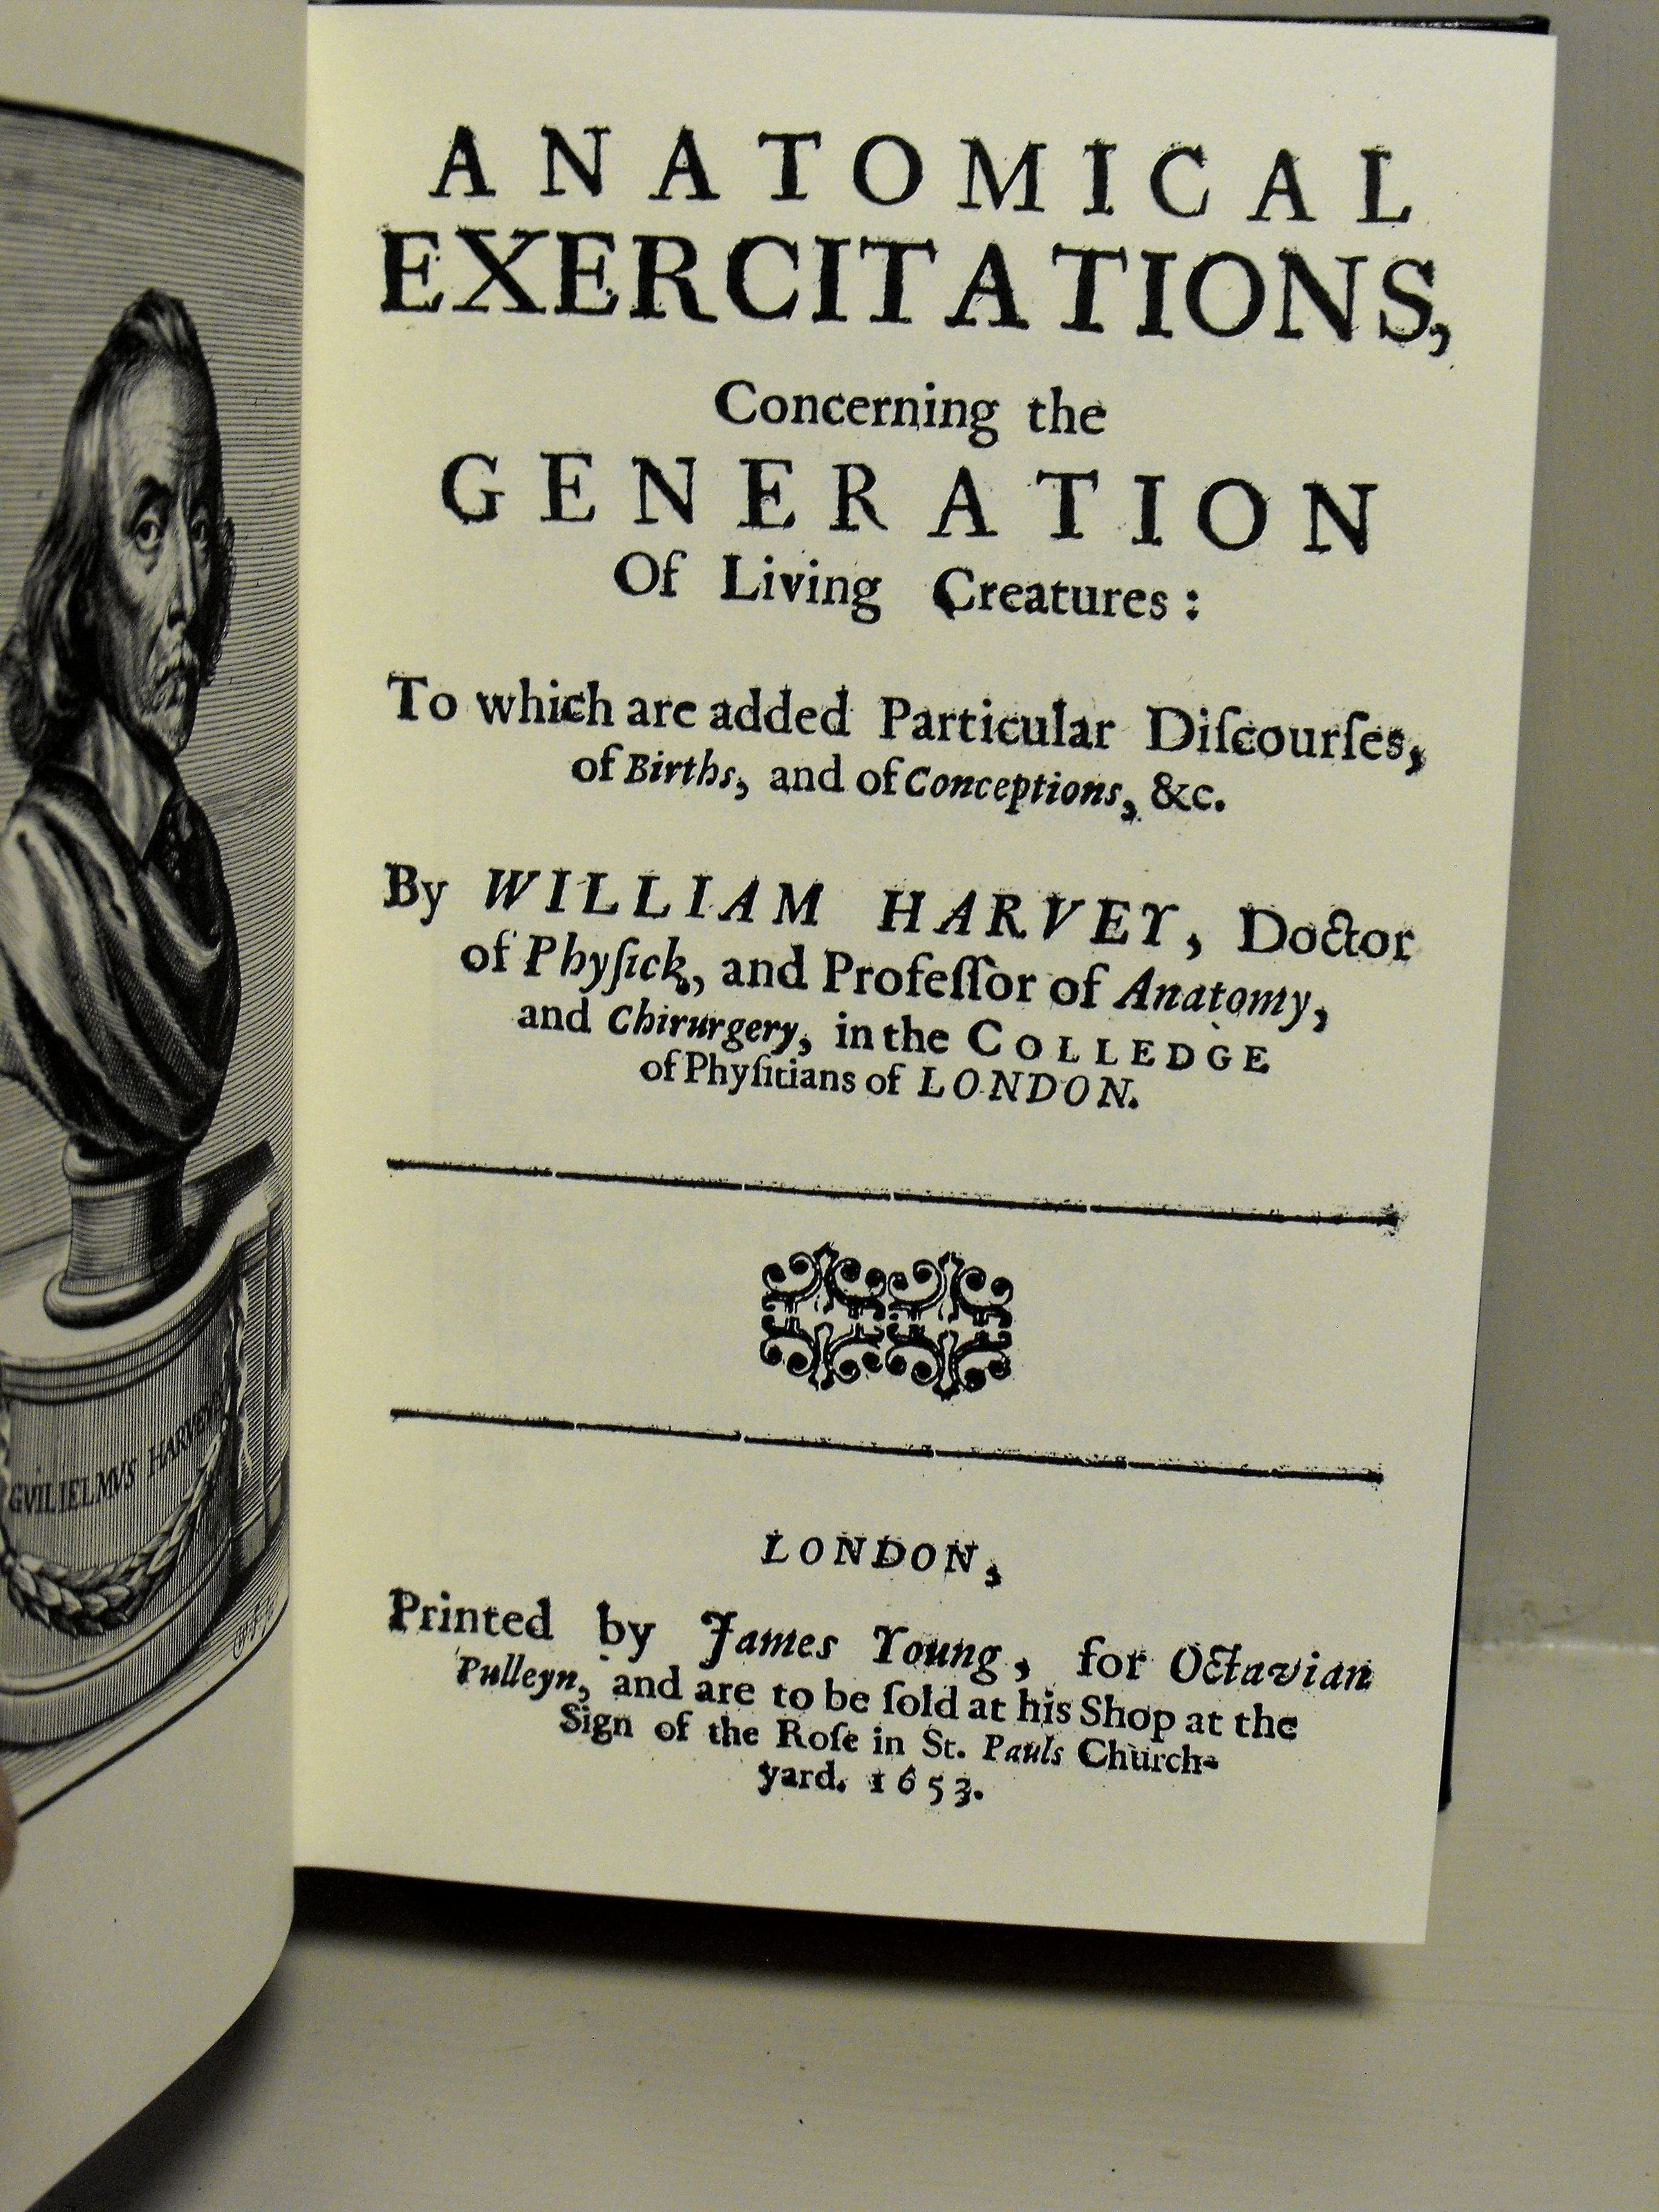 GVILIELMVS HARVEVS
ANATOMICAL
EXERCITATIONS,
Concerning the
GENERATION
Of Living Creatures:
To which are added Particular Diſcourſes,
of Births, and of Conceptions, &c.
By WILLIAM HARVEY, Doctor
of Phyſick, and Profeſſor of Anatomy,
and Chirurgery, in the COLLEDGE
of Phyſitians of LONDON.
LONDON,
Printed by James Young, for Octavian
Pulleyn, and are to be ſold at his Shop at the
Sign of the Roſe in St. Pauls Church-
yard. 1653.